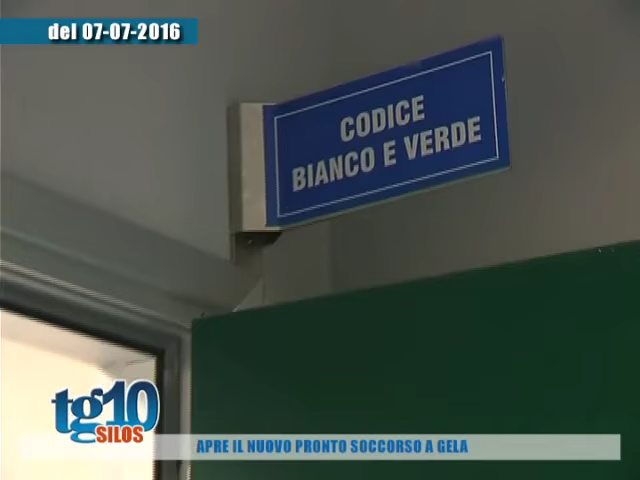 del 07-07-2016
CODICE
BIANCO E VERDE
tg10
SILOS
APRE IL NUOVO PRONTO SOCCORSO A GELA